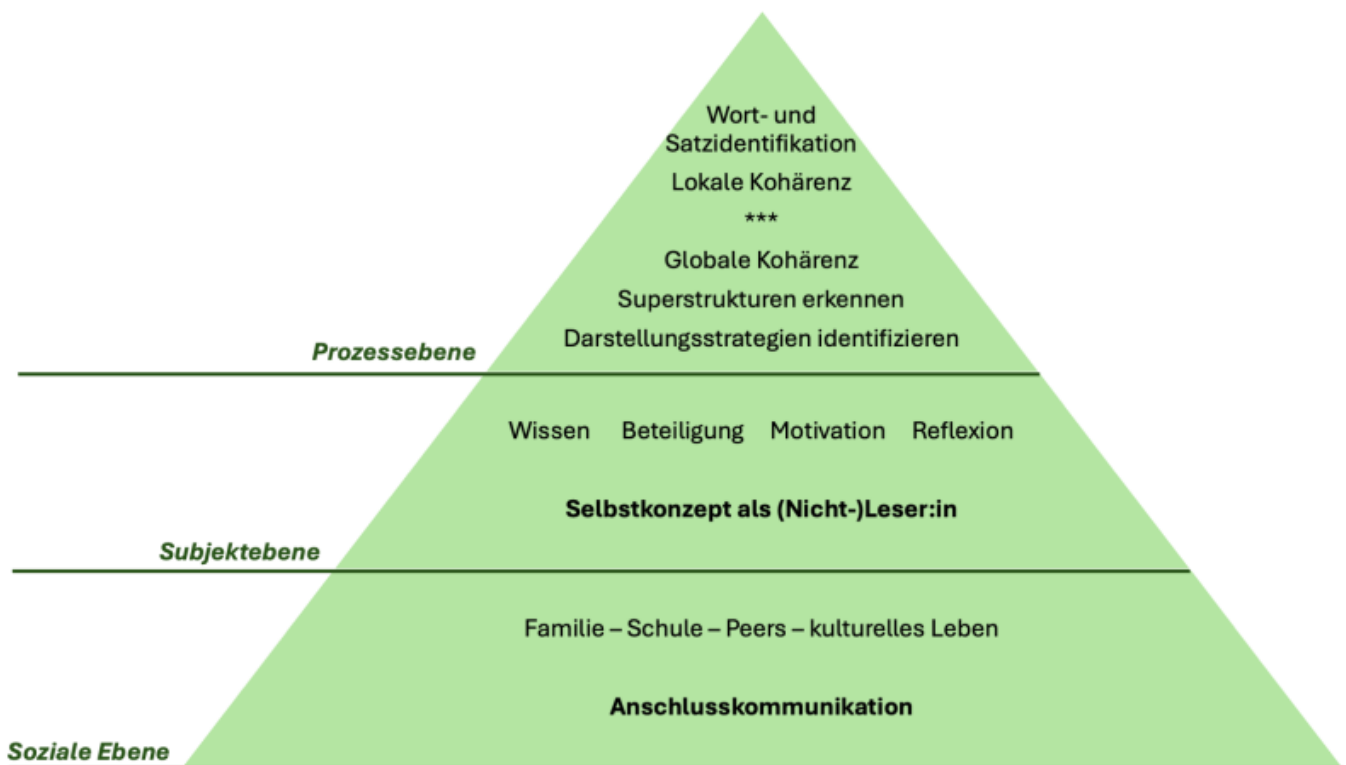 Wort- und
Satzidentifikation
Lokale Kohärenz
***
Globale Kohärenz
Superstrukturen erkennen
Darstellungsstrategien identifizieren
Prozessebene
Wissen Beteiligung Motivation Reflexion
Selbstkonzept als (Nicht-)Leser:in
Subjektebene
Familie – Schule – Peers – kulturelles Leben
Anschlusskommunikation
Soziale Ebene